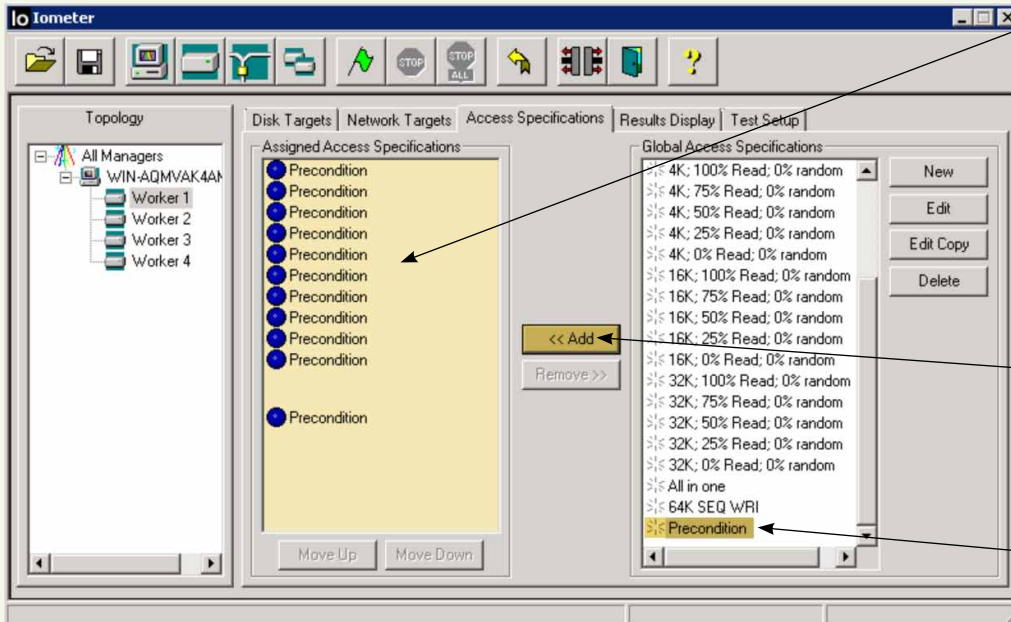 Iometer
STOP
STOP ALL
Topology
All Managers
WIN-AQMVAK4AN
Worker 1
Worker 2
Worker 3
Worker 4
Disk Targets
Network Targets
Access Specifications
Results Display
Test Setup
Assigned Access Specifications
Precondition
Precondition
Precondition
Precondition
Precondition
Precondition
Precondition
Precondition
Precondition
Precondition
Precondition
Move Up
Move Down
<< Add
Remove >>
Global Access Specifications
4K; 100% Read; 0% random
4K; 75% Read; 0% random
4K; 50% Read; 0% random
4K; 25% Read; 0% random
4K; 0% Read; 0% random
16K; 100% Read; 0% random
16K; 75% Read; 0% random
16K; 50% Read; 0% random
16K; 25% Read; 0% random
16K; 0% Read; 0% random
32K; 100% Read; 0% random
32K; 75% Read; 0% random
32K; 50% Read; 0% random
32K; 25% Read; 0% random
32K; 0% Read; 0% random
All in one
64K SEQ WRI
Precondition
New
Edit
Edit Copy
Delete